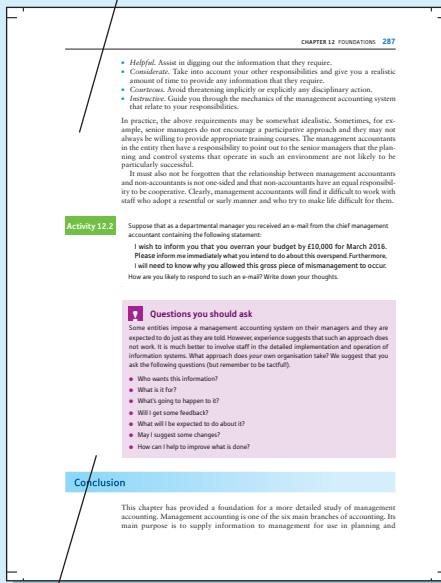 CHAPTER 12 FOUNDATIONS 287
• Helpful. Assist in digging out the information that they require.
• Considerate. Take into account your other responsibilities and give you a realistic
amount of time to provide any information that they require.
• Courteous. Avoid threatening implicitly or explicitly any disciplinary action.
• Instructive. Guide you through the mechanics of the management accounting system
that relate to your responsibilities.
In practice, the above requirements may be somewhat idealistic. Sometimes, for ex-
ample, senior managers do not encourage a participative approach and they may not
always be willing to provide appropriate training courses. The management accountants
in the entity then have a responsibility to point out to the senior managers that the plan-
ning and control systems that operate in such an environment are not likely to be
particularly successful.
It must also not be forgotten that the relationship between management accountants
and non-accountants is not one-sided and that non-accountants have an equal responsibil-
ity to be cooperative. Clearly, management accountants will find it difficult to work with
staff who adopt a resentful or surly manner and who try to make life difficult for them.
Activity 12.2
Suppose that as a departmental manager you received an e-mail from the chief management
accountant containing the following statement:
I wish to inform you that you overran your budget by £10,000 for March 2016.
Please inform me immediately what you intend to do about this overspend. Furthermore,
I will need to know why you allowed this gross piece of mismanagement to occur.
How are you likely to respond to such an e-mail? Write down your thoughts.
Questions you should ask
Some entities impose a management accounting system on their managers and they are
expected to do just as they are told. However, experience suggests that such an approach does
not work. It is much better to involve staff in the detailed implementation and operation of
information systems. What approach does your own organisation take? We suggest that you
ask the following questions (but remember to be tactful!).
• Who wants this information?
• What is it for?
• What's going to happen to it?
• Will I get some feedback?
• What will I be expected to do about it?
• May I suggest some changes?
• How can I help to improve what is done?
Conclusion
This chapter has provided a foundation for a more detailed study of management
accounting. Management accounting is one of the six main branches of accounting. Its
main purpose is to supply information to management for use in planning and